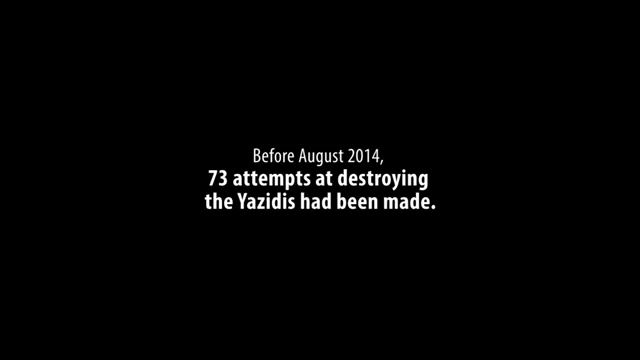 Before August 2014,
73 attempts at destroying
the Yazidis had been made.